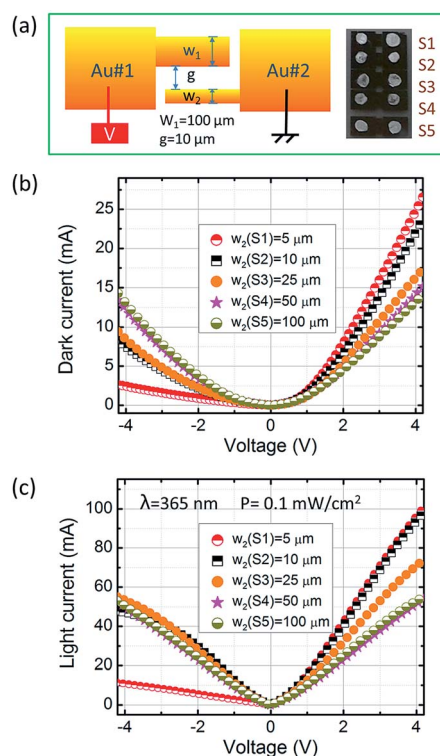 (a)
Au#1
w₁
g
w₂
Au#2
V
W₁=100 μm
g=10 μm
S1
S2
S3
S4
S5
(b)
Dark current (mA)
25
20
15
10
5
0
w₂(S1)=5 μm
w₂(S2)=10 μm
w₂(S3)=25 μm
w₂(S4)=50 μm
w₂(S5)=100 μm
-4 -2 0 2 4
Voltage (V)
(c)
λ=365 nm P= 0.1 mW/cm²
Light current (mA)
100
80
60
40
20
0
w₂(S1)=5 μm
w₂(S2)=10 μm
w₂(S3)=25 μm
w₂(S4)=50 μm
w₂(S5)=100 μm
-4 -2 0 2 4
Voltage (V)